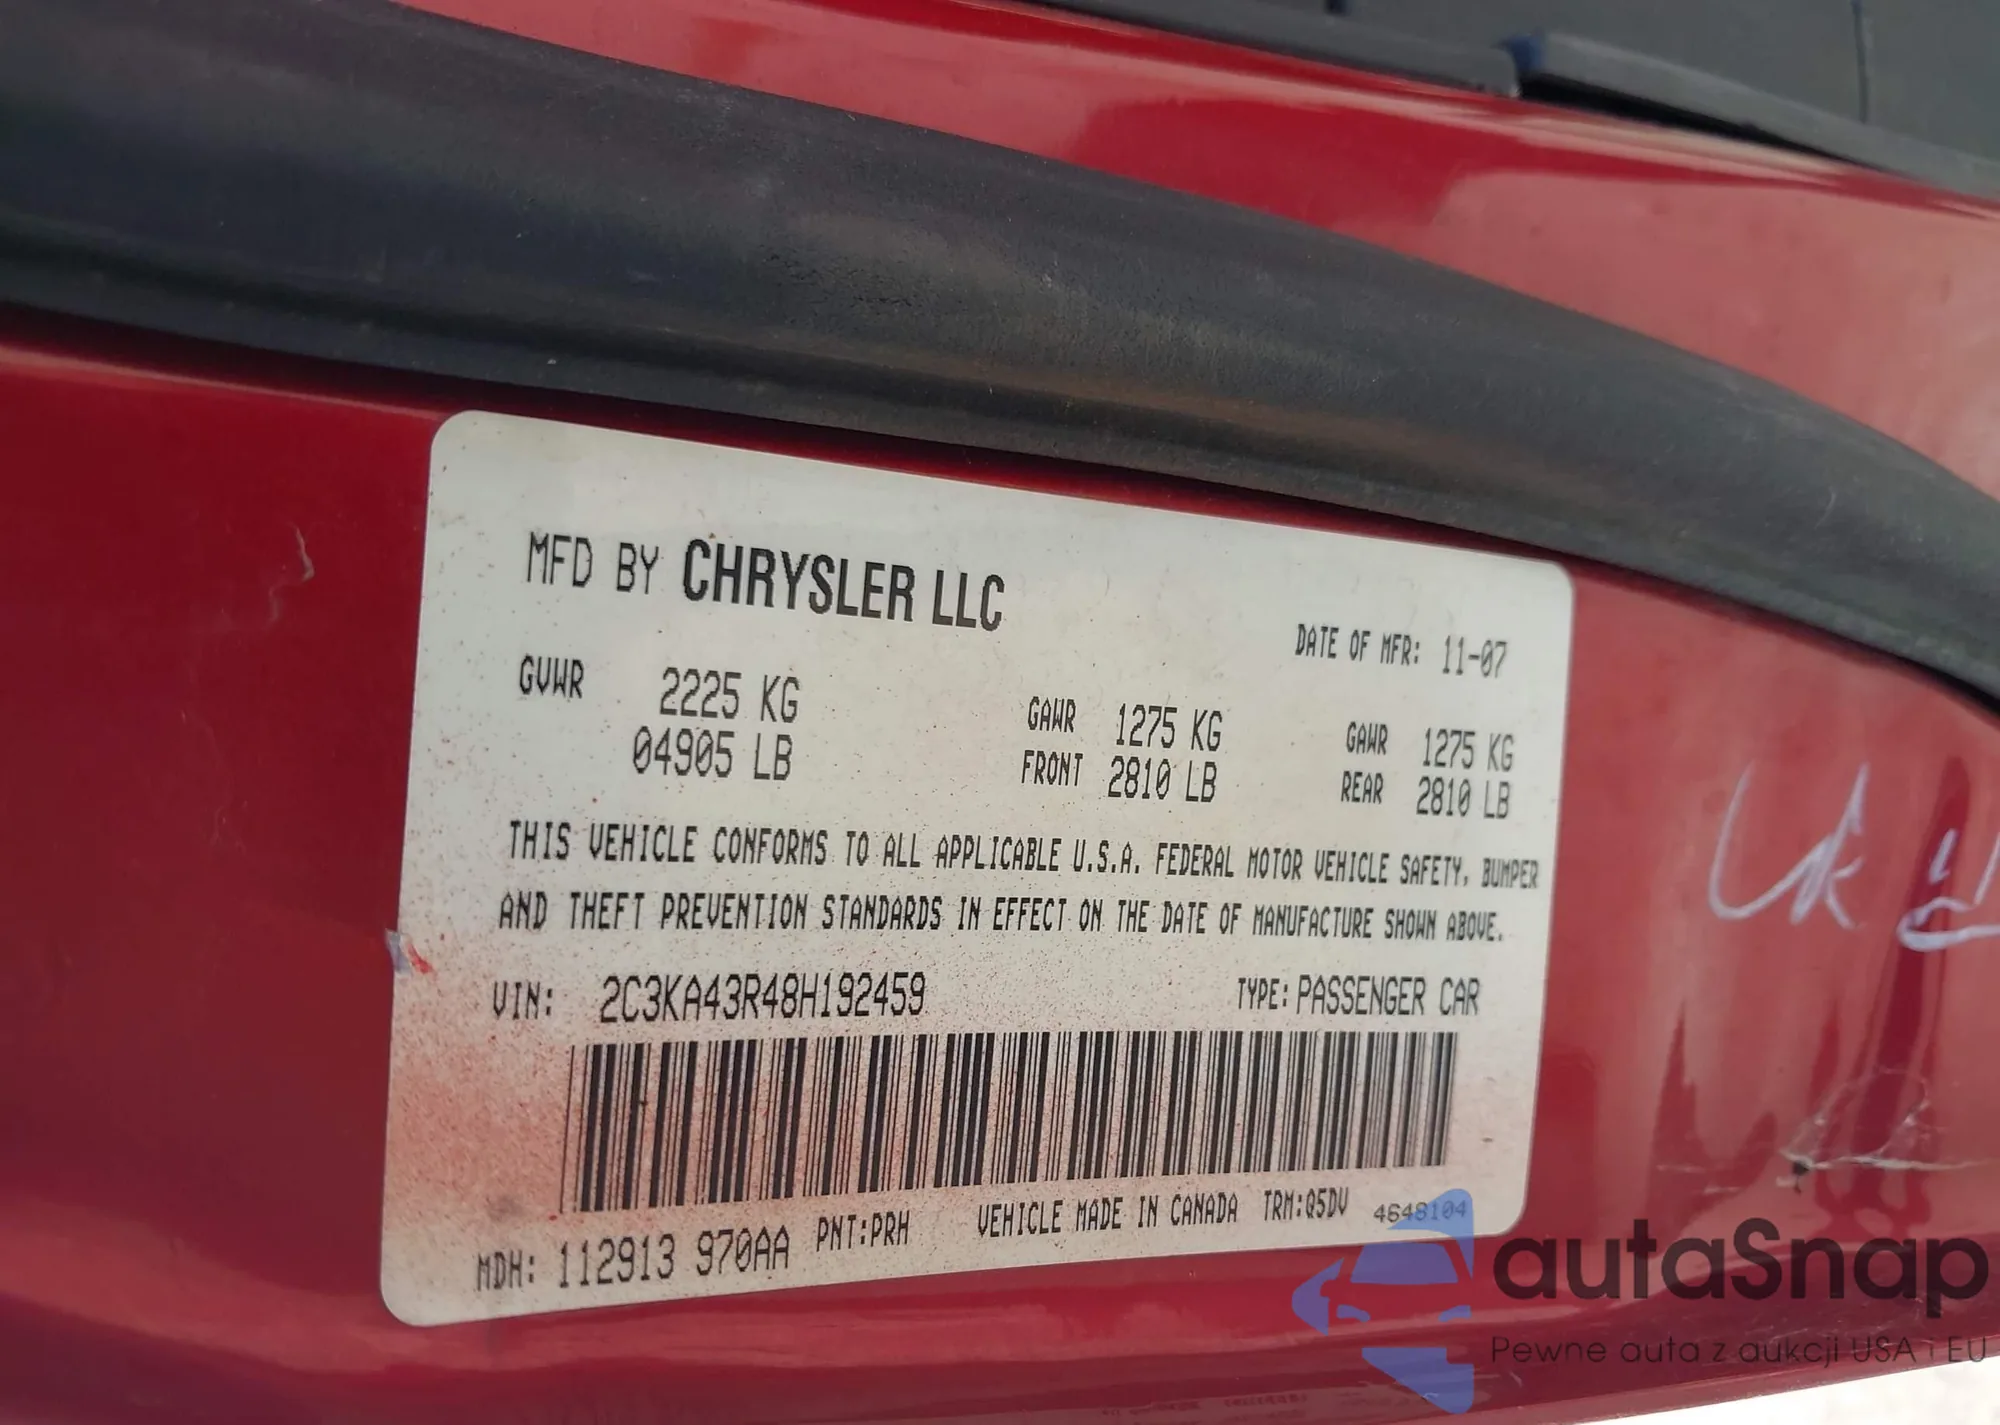 MFD BY CHRYSLER LLC
DATE OF MFR: 11-07
GVWR 2225 KG
04905 LB
GAWR 1275 KG
FRONT 2810 LB
GAWR 1275 KG
REAR 2810 LB
THIS VEHICLE CONFORMS TO ALL APPLICABLE U.S.A. FEDERAL MOTOR VEHICLE SAFETY, BUMPER
AND THEFT PREVENTION STANDARDS IN EFFECT ON THE DATE OF MANUFACTURE SHOWN ABOVE.
VIN: 2C3KA43R48H192459
TYPE: PASSENGER CAR
MDH: 112913 970AA PNT:PRH VEHICLE MADE IN CANADA TRM:Q5DV 4648104
autaSnap
Pewne auta z aukcji USA i EU